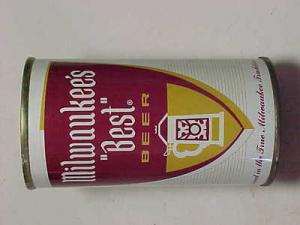 Milwaukee's
"Best"®
BEER
in the Fine Milwaukee Tradition